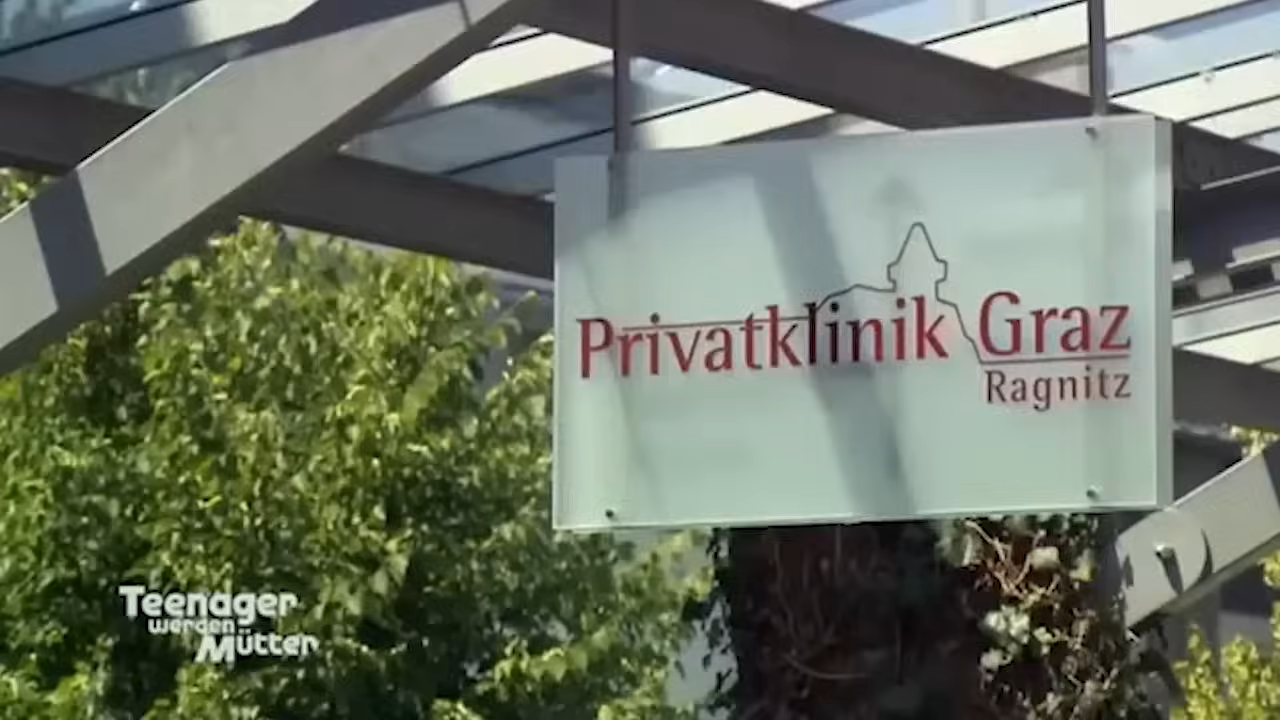 Privatklinik Graz
Ragnitz
Teenager
werden
Mütter